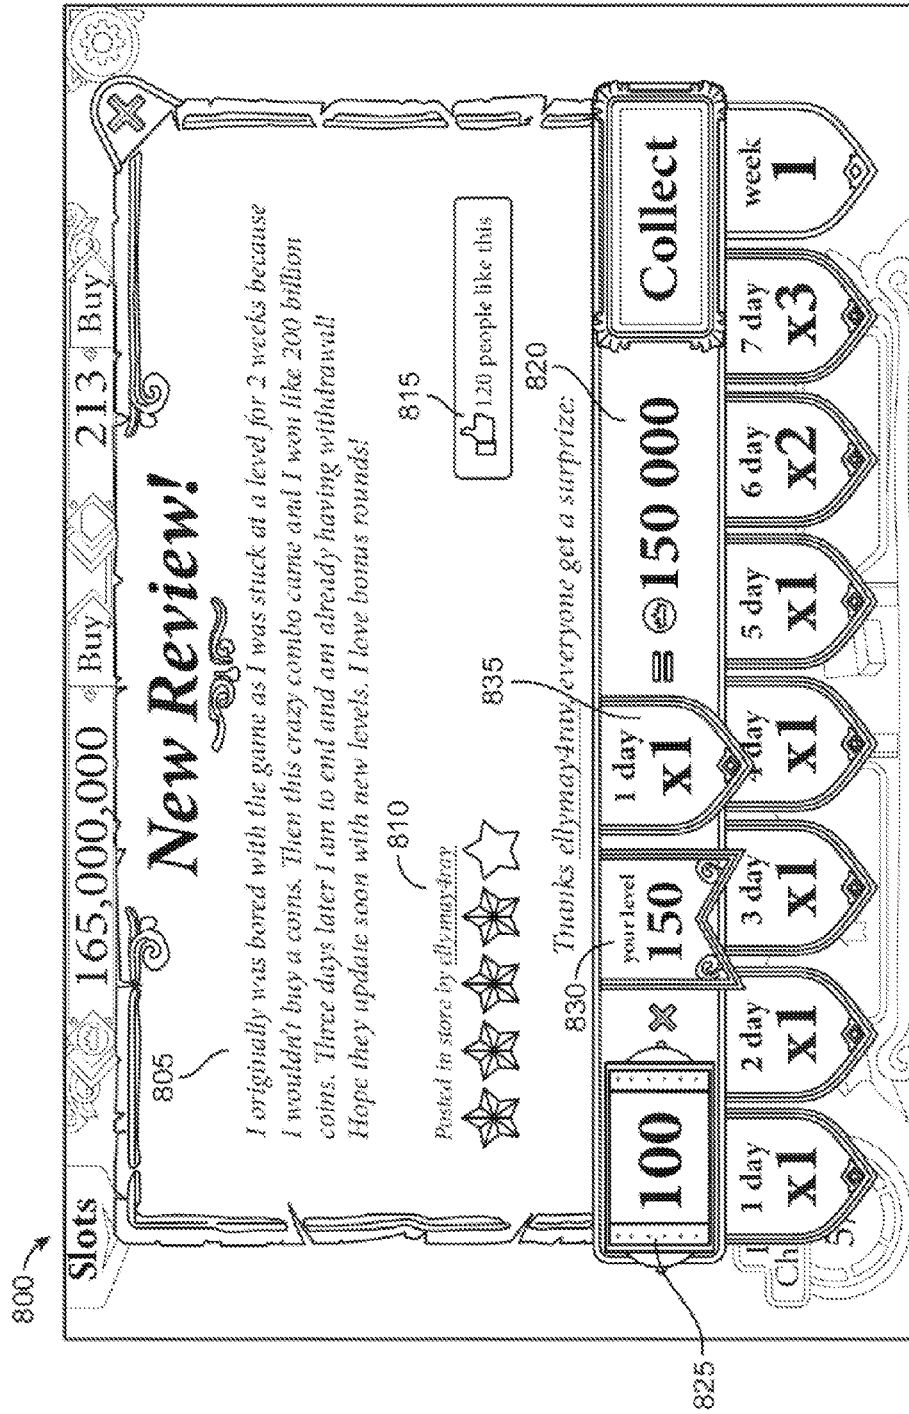 800
Slots
165,000,000
Buy
213
Buy
New Review!
805
I originally was bored with the game as I was stuck at a level for 2 weeks because
I wouldn't buy a coins. Then this crazy combo came and I won like 200 billion
coins. Three days later I am to end and am already having withdrawal!
Hope they update soon with new levels. I love bonus rounds!
810
815
Posted in store by ellymay4ray
120 people like this
Thanks ellymay4ray, everyone get a surprize:
830
835
820
100
your level
150
1 day
x1
= 150 000
Collect
825
1 day
x1
2 day
x1
3 day
x1
4 day
x1
5 day
x1
6 day
x2
7 day
x3
week
1
Ch